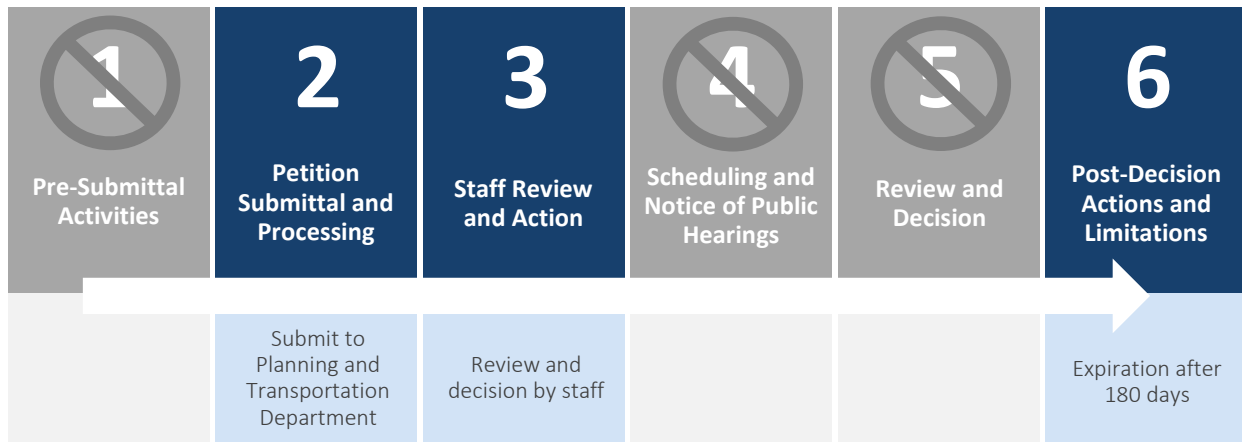 1
Pre-Submittal
Activities
2
Petition
Submittal and
Processing
Submit to
Planning and
Transportation
Department
3
Staff Review
and Action
Review and
decision by staff
4
Scheduling and
Notice of Public
Hearings
5
Review and
Decision
6
Post-Decision
Actions and
Limitations
Expiration after
180 days